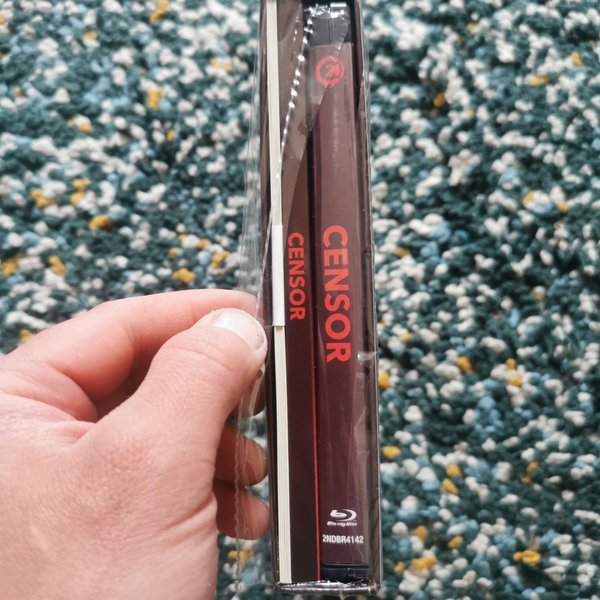 CENSOR
CENSOR
Blu-ray Disc
2NDBR4142